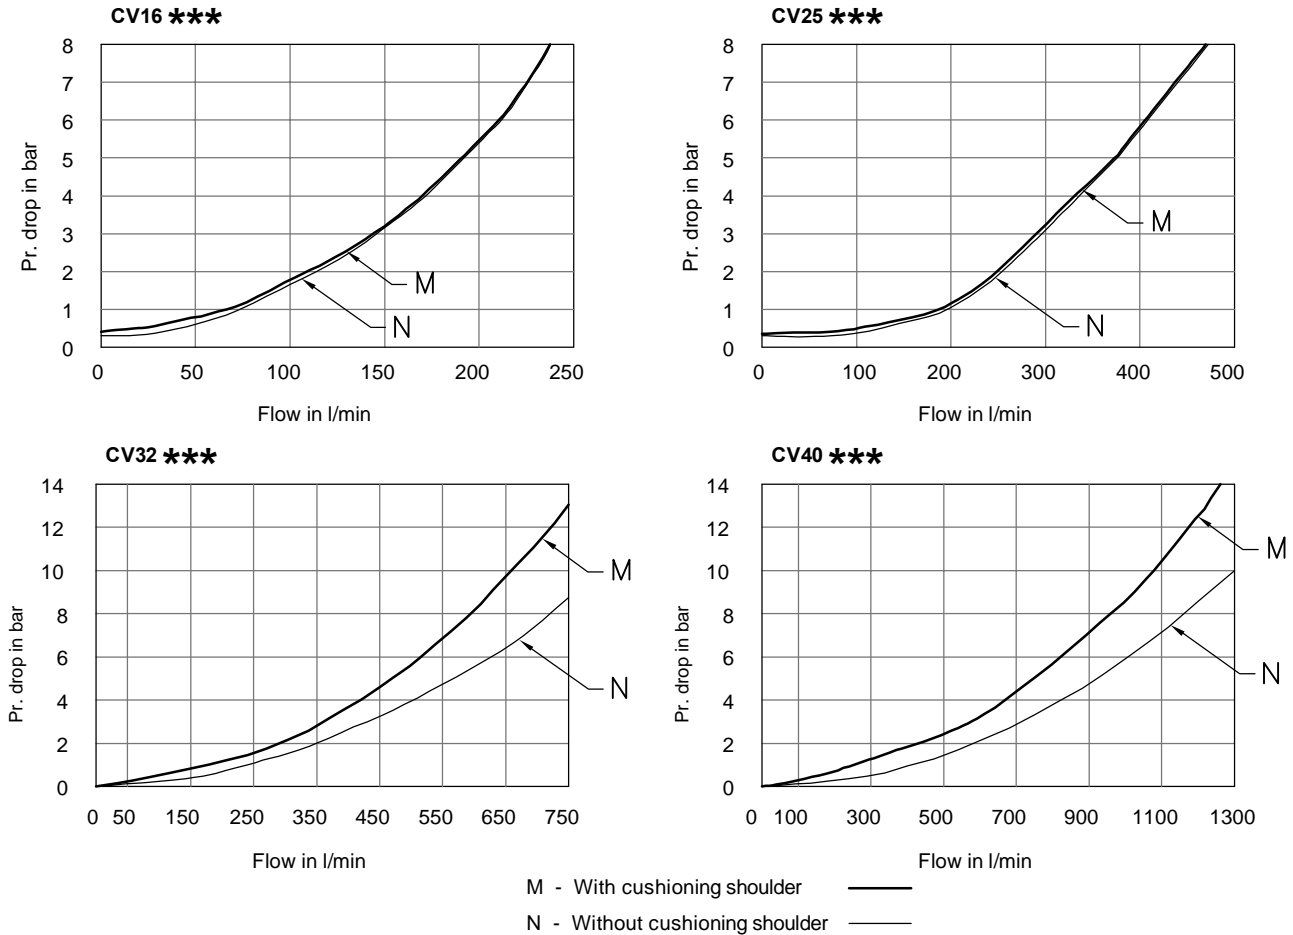 CV16 ***
8
7
6
5
4
3
2
1
0
Pr. drop in bar
M
N
0 50 100 150 200 250
Flow in l/min
CV25 ***
8
7
6
5
4
3
2
1
0
Pr. drop in bar
M
N
0 100 200 300 400 500
Flow in l/min
CV32 ***
14
12
10
8
6
4
2
0
Pr. drop in bar
M
N
0 50 150 250 350 450 550 650 750
Flow in l/min
CV40 ***
14
12
10
8
6
4
2
0
Pr. drop in bar
M
N
0 100 300 500 700 900 1100 1300
Flow in l/min
M - With cushioning shoulder
N - Without cushioning shoulder